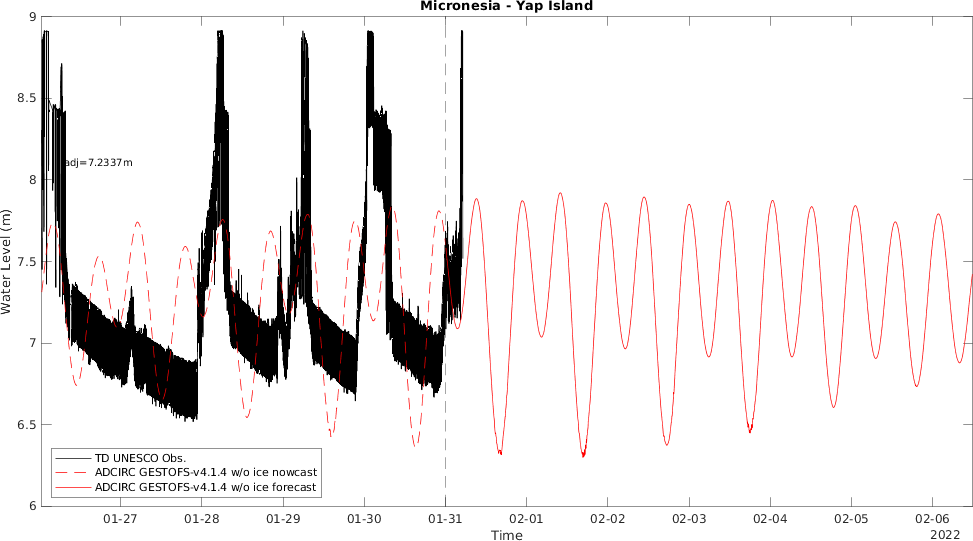 Micronesia - Yap Island
Water Level (m)
9
8.5
8
7.5
7
6.5
6
adj=7.2337m
TD UNESCO Obs.
ADCIRC GESTOFS-v4.1.4 w/o ice nowcast
ADCIRC GESTOFS-v4.1.4 w/o ice forecast
01-27 01-28 01-29 01-30 01-31 02-01 02-02 02-03 02-04 02-05 02-06
Time 2022